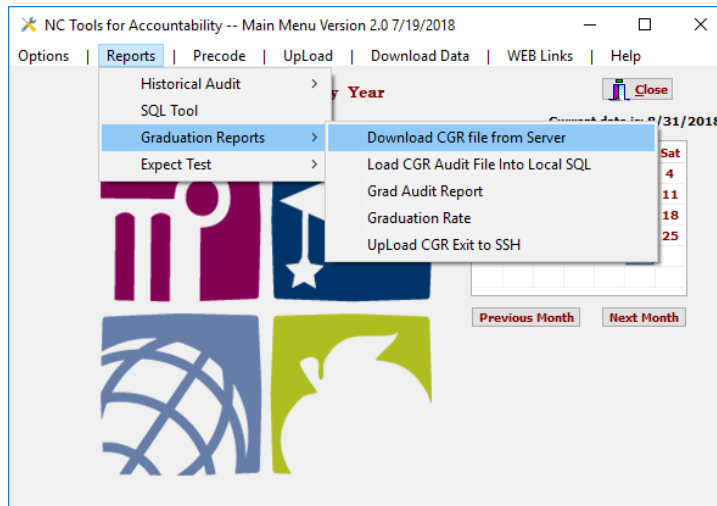 NC Tools for Accountability -- Main Menu Version 2.0 7/19/2018
Options | Reports | Precode | UpLoad | Download Data | WEB Links | Help
Historical Audit
SQL Tool
Graduation Reports
Expect Test
Year
Close
Current date is: 8/31/2018
Download CGR file from Server
Load CGR Audit File Into Local SQL
Grad Audit Report
Graduation Rate
UpLoad CGR Exit to SSH
Sat
4
11
18
25
Previous Month
Next Month